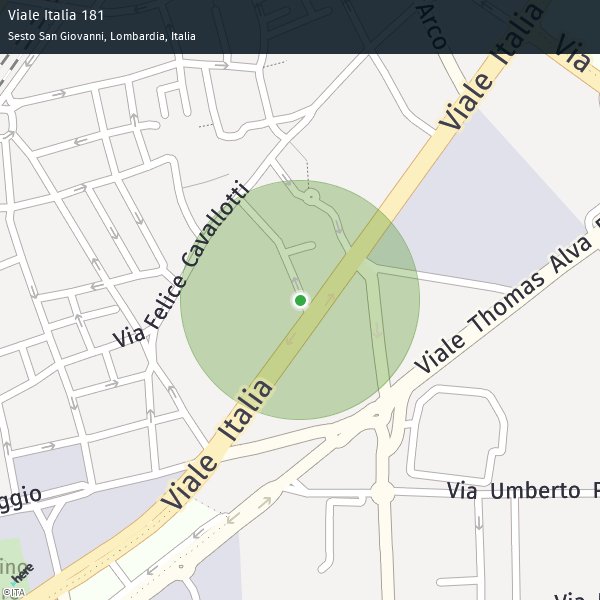 Viale Italia 181
Sesto San Giovanni, Lombardia, Italia
Arco
Viale Italia
Via
Via Felice Cavallotti
Viale Thomas Alva
Viale Italia
ggio
Via Umberto
ino
here
©ITA
Via